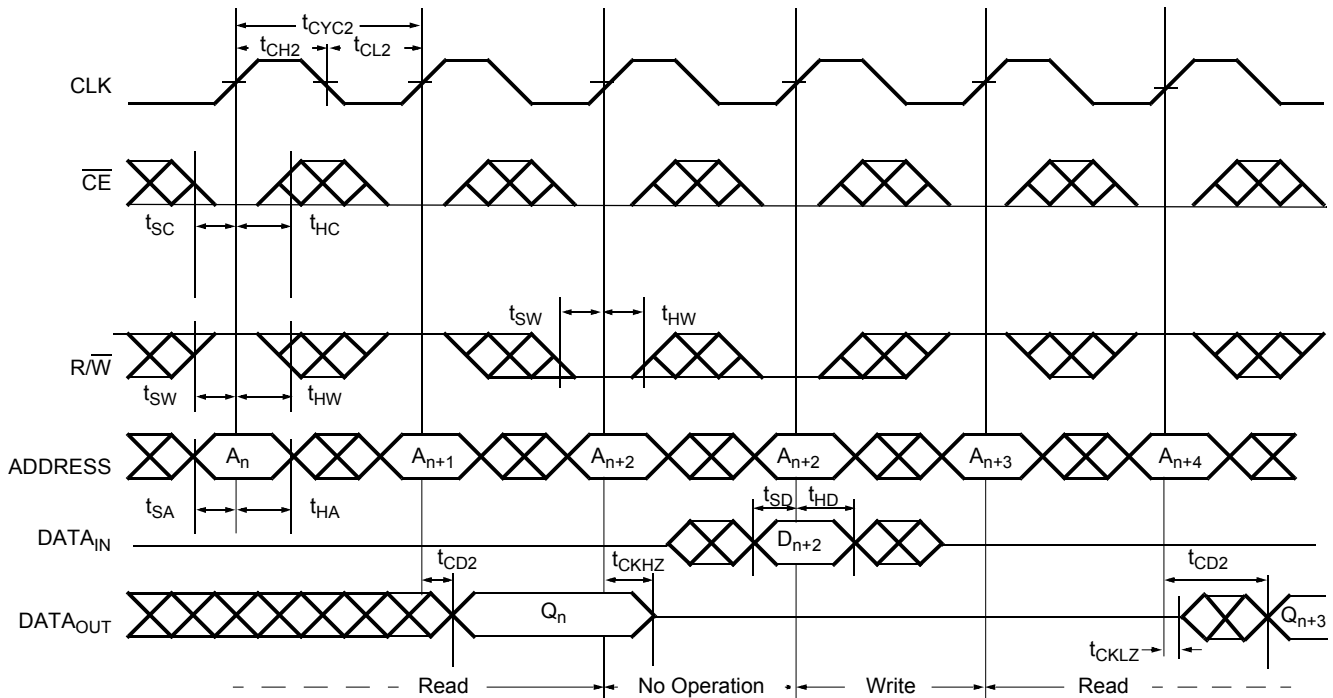 tCYC2
tCH2 tCL2
CLK
CE
tSC tHC
tSW tHW
R/W
tSW tHW
ADDRESS An An+1 An+2 An+2 An+3 An+4
tSA tHA tSD tHD
DATAIN Dn+2
tCD2 tCKHZ tCD2
DATAOUT Qn Qn+3
tCKLZ
Read No Operation Write Read